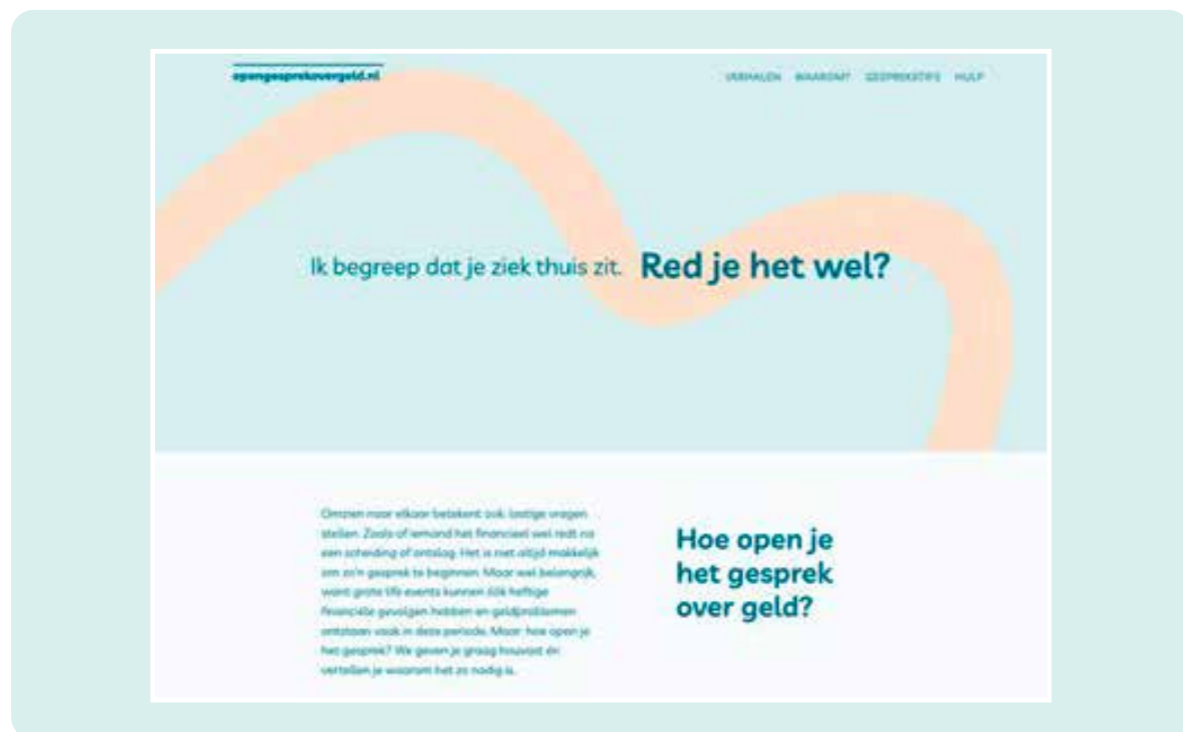 opengesprekovergeld.nl
VERHALEN WAAROM? GESPREKSTIPS HULP
Ik begreep dat je ziek thuis zit. Red je het wel?
Omzien naar elkaar betekent ook: lastige vragen
stellen. Zoals of iemand het financieel wel redt na
een scheiding of ontslag. Het is niet altijd makkelijk
om zo'n gesprek te beginnen. Maar wel belangrijk,
want grote life events kunnen óók heftige
financiële gevolgen hebben en geldproblemen
ontstaan vaak in deze periode. Maar: hoe open je
het gesprek? We geven je graag houvast én
vertellen je waarom het zo nodig is.
Hoe open je
het gesprek
over geld?